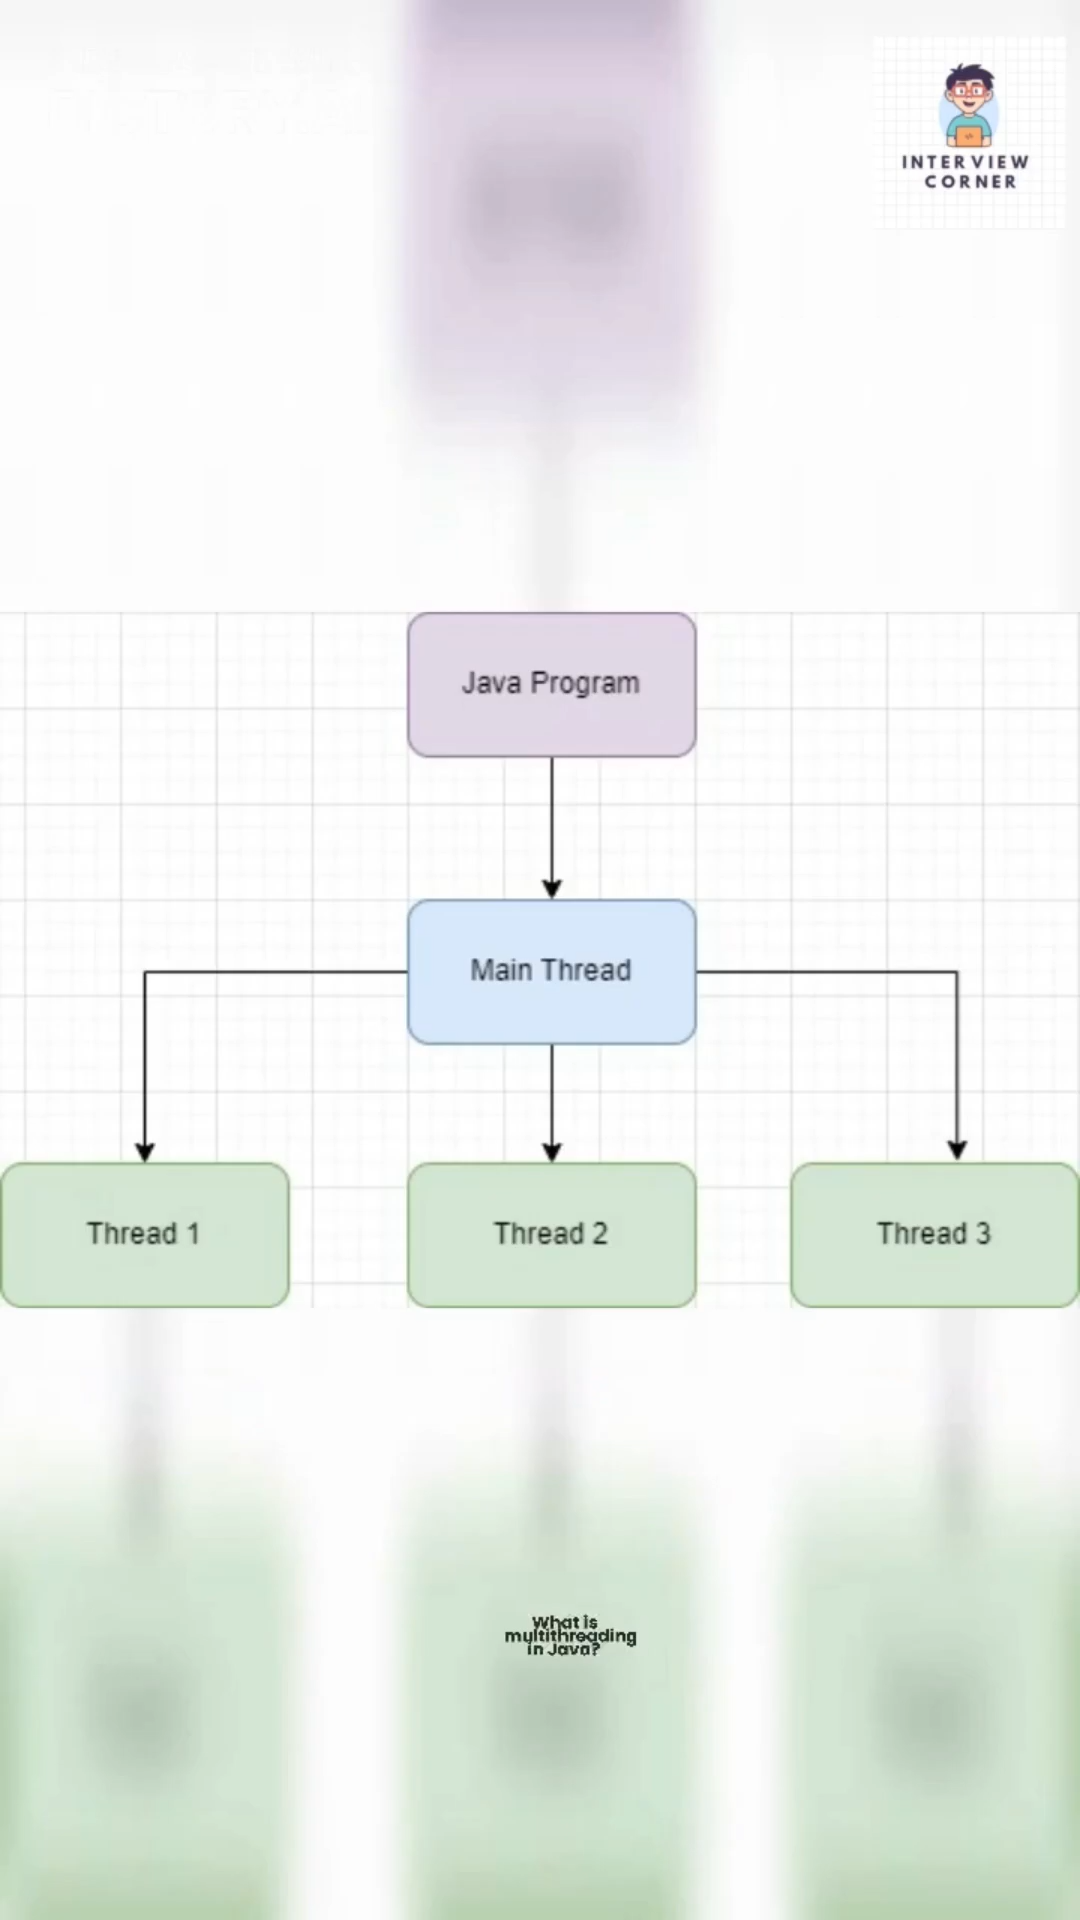 INTERVIEW
CORNER
Java Program
Main Thread
Thread 1
Thread 2
Thread 3
What is
multithreading
in Java?